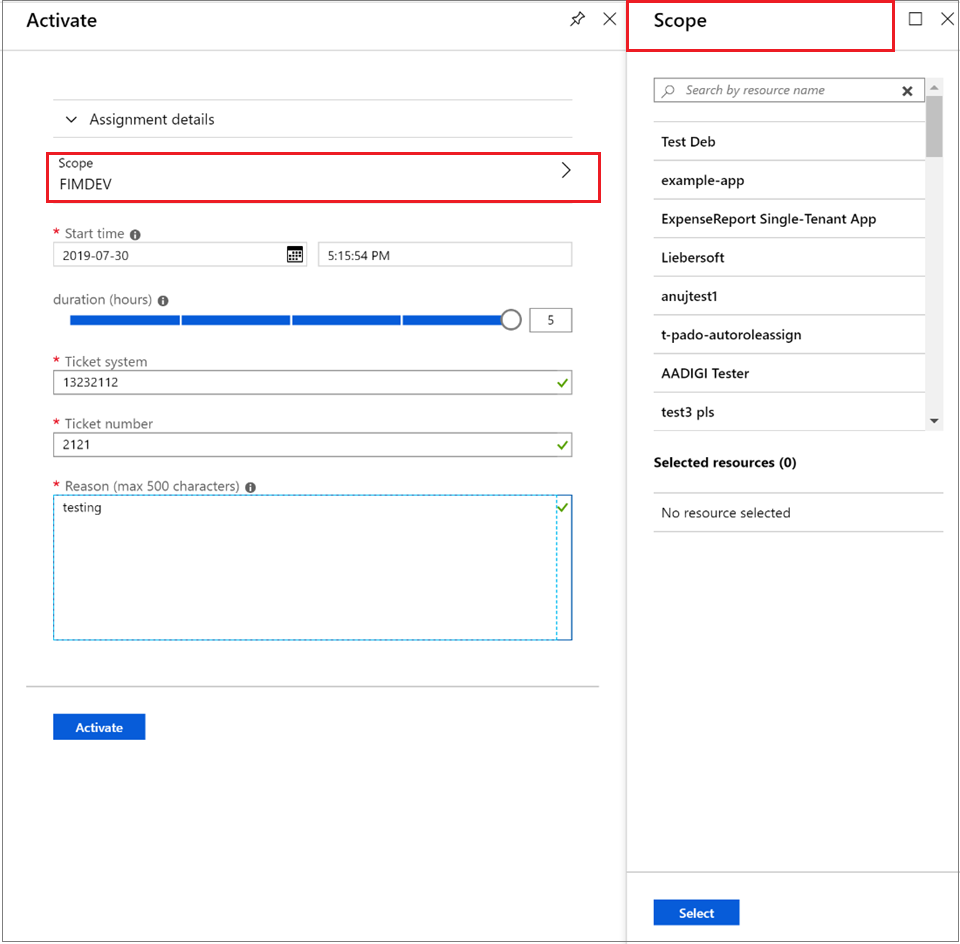 Activate
Assignment details
Scope
FIMDEV
* Start time
2019-07-30
5:15:54 PM
duration (hours)
5
* Ticket system
13232112
* Ticket number
2121
* Reason (max 500 characters)
testing
Activate
Scope
Search by resource name
Test Deb
example-app
ExpenseReport Single-Tenant App
Liebersoft
anujtest1
t-pado-autoroleassign
AADIGI Tester
test3 pls
Selected resources (0)
No resource selected
Select